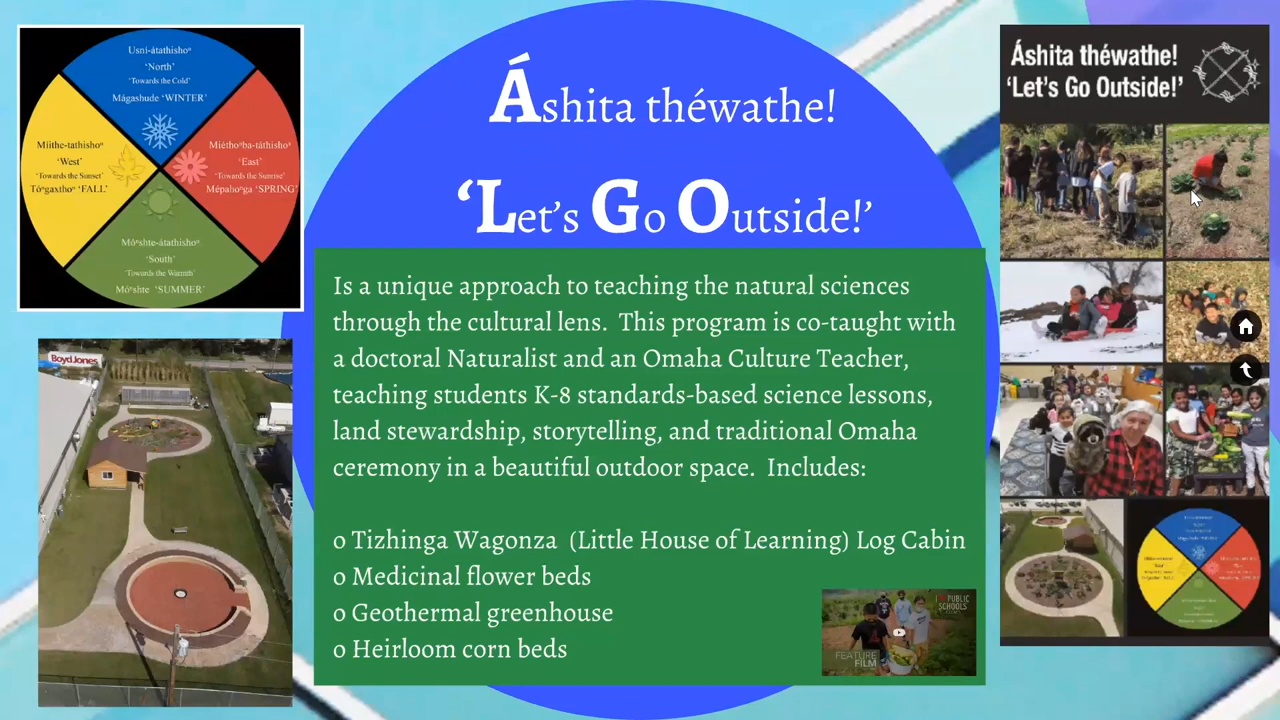 Usní-átathishoⁿ
'North'
'Towards the Cold'
Mágashude 'WINTER'
Míithe-tathishoⁿ
'West'
'Towards the Sunset'
Tóⁿgaxthoⁿ 'FALL'
Míéthoⁿba-táthishoⁿ
'East'
'Towards the Sunrise'
Mépahoⁿga 'SPRING'
Móⁿshte-átathishoⁿ
'South'
'Towards the Warmth'
Móⁿshte 'SUMMER'
BoydJones
Áshita théwathe!
‘Let’s Go Outside!’
Is a unique approach to teaching the natural sciences
through the cultural lens. This program is co-taught with
a doctoral Naturalist and an Omaha Culture Teacher,
teaching students K-8 standards-based science lessons,
land stewardship, storytelling, and traditional Omaha
ceremony in a beautiful outdoor space. Includes:
o Tizhinga Wagonza (Little House of Learning) Log Cabin
o Medicinal flower beds
o Geothermal greenhouse
o Heirloom corn beds
PUBLIC
SCHOOLS
FEATURE
FILM
Áshita théwathe!
‘Let’s Go Outside!’